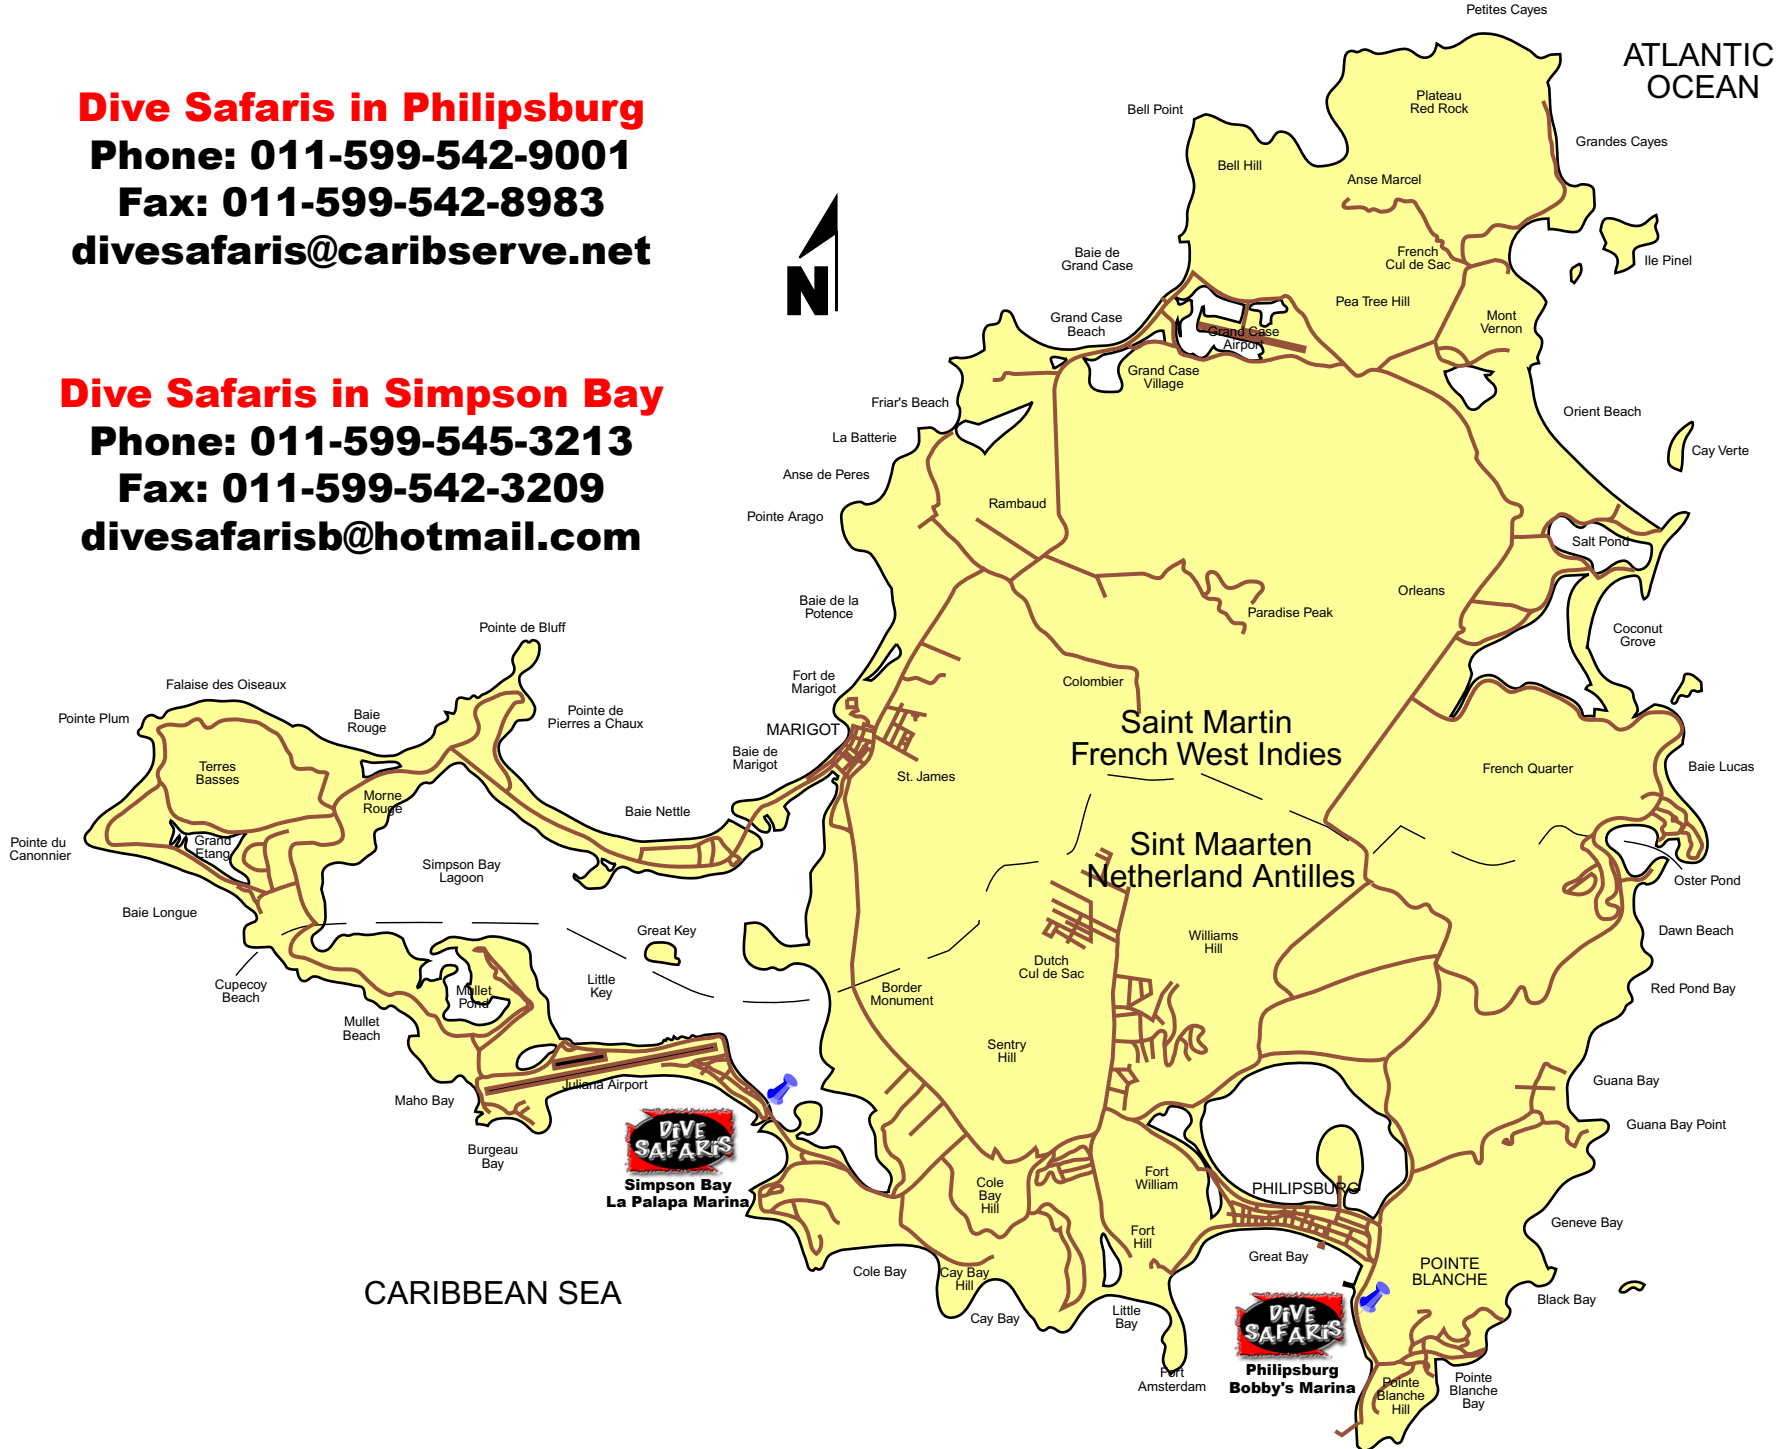 Petites Cayes
ATLANTIC
OCEAN
Dive Safaris in Philipsburg
Phone: 011-599-542-9001
Fax: 011-599-542-8983
divesafaris@caribserve.net
Plateau
Red Rock
Bell Point
Grandes Cayes
Bell Hill
Anse Marcel
N
Baie de
Grand Case
French
Cul de Sac
Ile Pinel
Pea Tree Hill
Grand Case
Beach
Mont
Vernon
Grand Case
Airport
Grand Case
Village
Dive Safaris in Simpson Bay
Phone: 011-599-545-3213
Fax: 011-599-542-3209
divesafarisb@hotmail.com
Friar's Beach
Orient Beach
La Batterie
Cay Verte
Anse de Peres
Rambaud
Pointe Arago
Salt Pond
Orleans
Baie de la
Potence
Paradise Peak
Pointe de Bluff
Coconut
Grove
Falaise des Oiseaux
Fort de
Marigot
Colombier
Pointe Plum
Baie
Rouge
Pointe de
Pierres a Chaux
MARIGOT
Saint Martin
French West Indies
Baie de
Marigot
Terres
Basses
St. James
French Quarter
Baie Lucas
Morne
Rouge
Baie Nettle
Pointe du
Canonnier
Grand
Etang
Sint Maarten
Netherland Antilles
Simpson Bay
Lagoon
Oster Pond
Baie Longue
Great Key
Williams
Hill
Dawn Beach
Dutch
Cul de Sac
Cupecoy
Beach
Mullet
Pond
Little
Key
Border
Monument
Red Pond Bay
Mullet
Beach
Sentry
Hill
Juliana Airport
Guana Bay
Maho Bay
Guana Bay Point
DiVE
SAFARiS
Burgeau
Bay
Simpson Bay
La Palapa Marina
Cole
Bay
Hill
Fort
William
PHILIPSBURG
Geneve Bay
Fort
Hill
Great Bay
POINTE
BLANCHE
CARIBBEAN SEA
Cole Bay
Cay Bay
Hill
Black Bay
Cay Bay
Little
Bay
DiVE
SAFARiS
Fort
Amsterdam
Philipsburg
Bobby's Marina
Pointe
Blanche
Hill
Pointe
Blanche
Bay